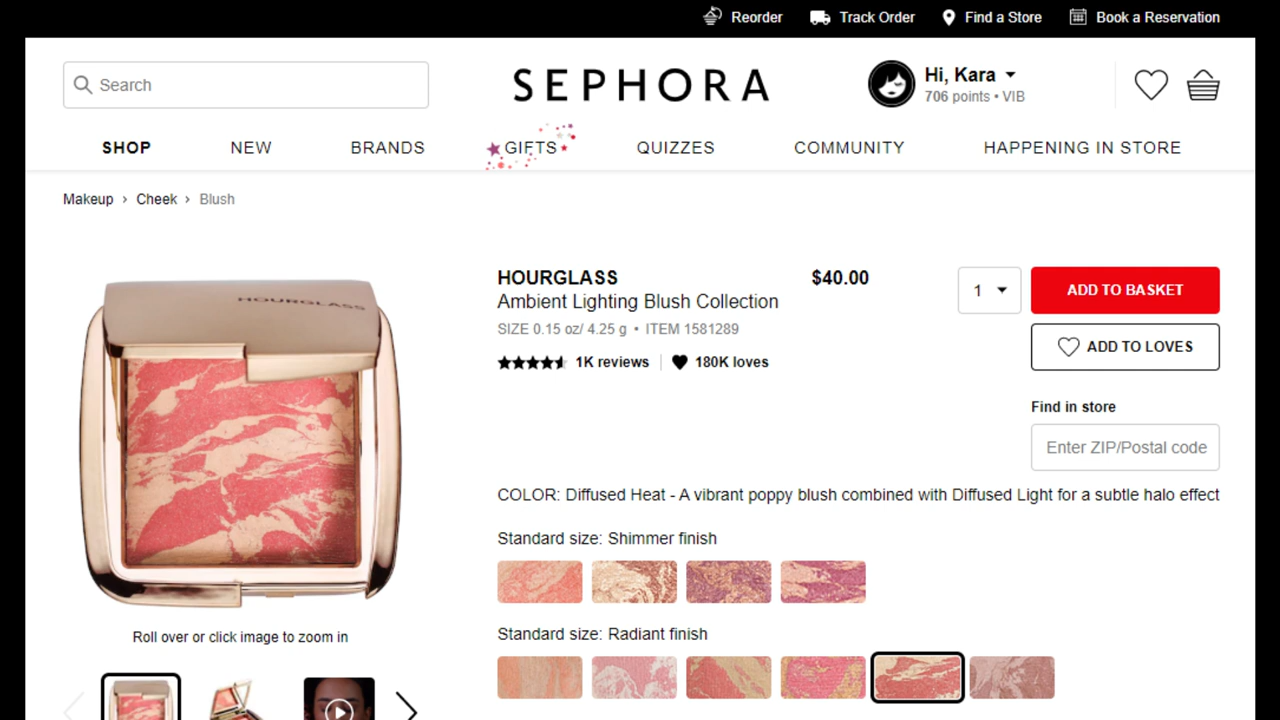 Reorder
Track Order
Find a Store
Book a Reservation
Search
SEPHORA
Hi, Kara
706 points • VIB
SHOP
NEW
BRANDS
GIFTS
QUIZZES
COMMUNITY
HAPPENING IN STORE
Makeup › Cheek › Blush
HOURGLASS
HOURGLASS
$40.00
Ambient Lighting Blush Collection
SIZE 0.15 oz/ 4.25 g • ITEM 1581289
1K reviews
180K loves
1
ADD TO BASKET
ADD TO LOVES
Find in store
Enter ZIP/Postal code
COLOR: Diffused Heat - A vibrant poppy blush combined with Diffused Light for a subtle halo effect
Standard size: Shimmer finish
Standard size: Radiant finish
Roll over or click image to zoom in